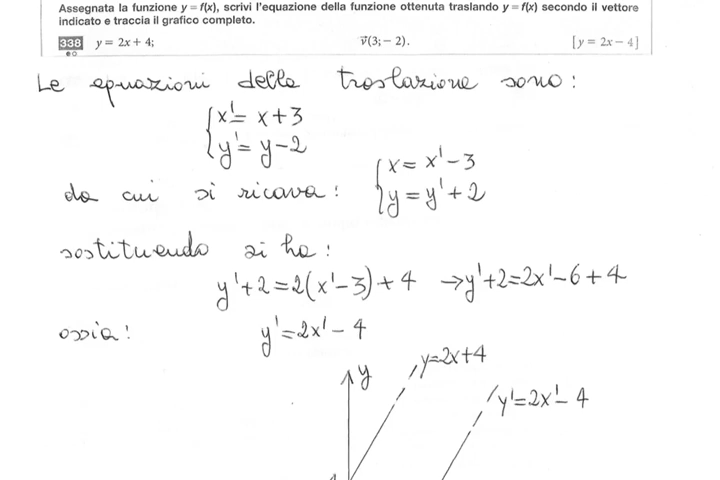 Assegnata la funzione y = f(x), scrivi l'equazione della funzione ottenuta traslando y = f(x) secondo il vettore
indicato e traccia il grafico completo.
338 y = 2x + 4; v⃗(3; – 2). [y = 2x – 4]
Le equazioni della traslazione sono:
x' = x + 3
y' = y - 2
da cui si ricava: x = x' - 3
y = y' + 2
sostituendo si ha:
y' + 2 = 2(x' - 3) + 4 → y' + 2 = 2x' - 6 + 4
ossia: y' = 2x' - 4
y y = 2x + 4
y' = 2x' - 4